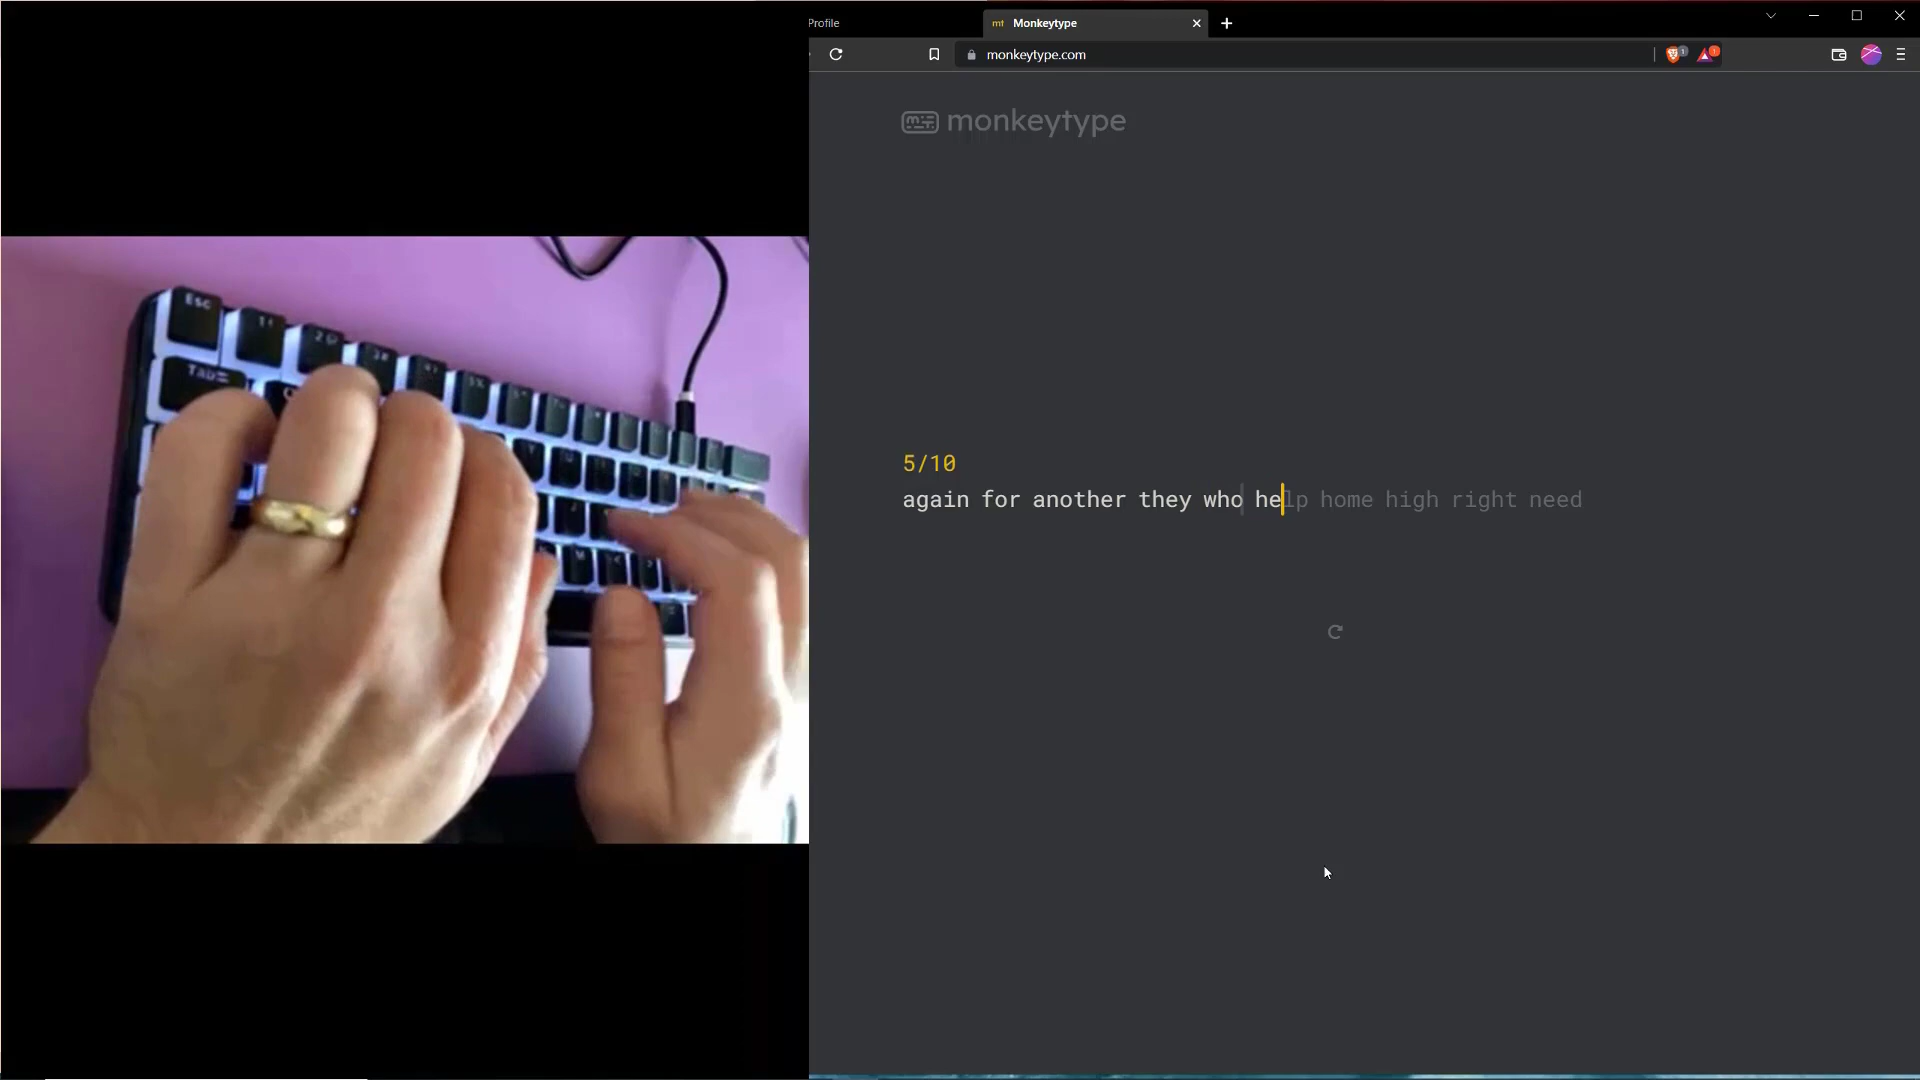 Profile
mt Monkeytype
monkeytype.com
monkeytype
5/10
again for another they who help home high right need
Esc
Tab